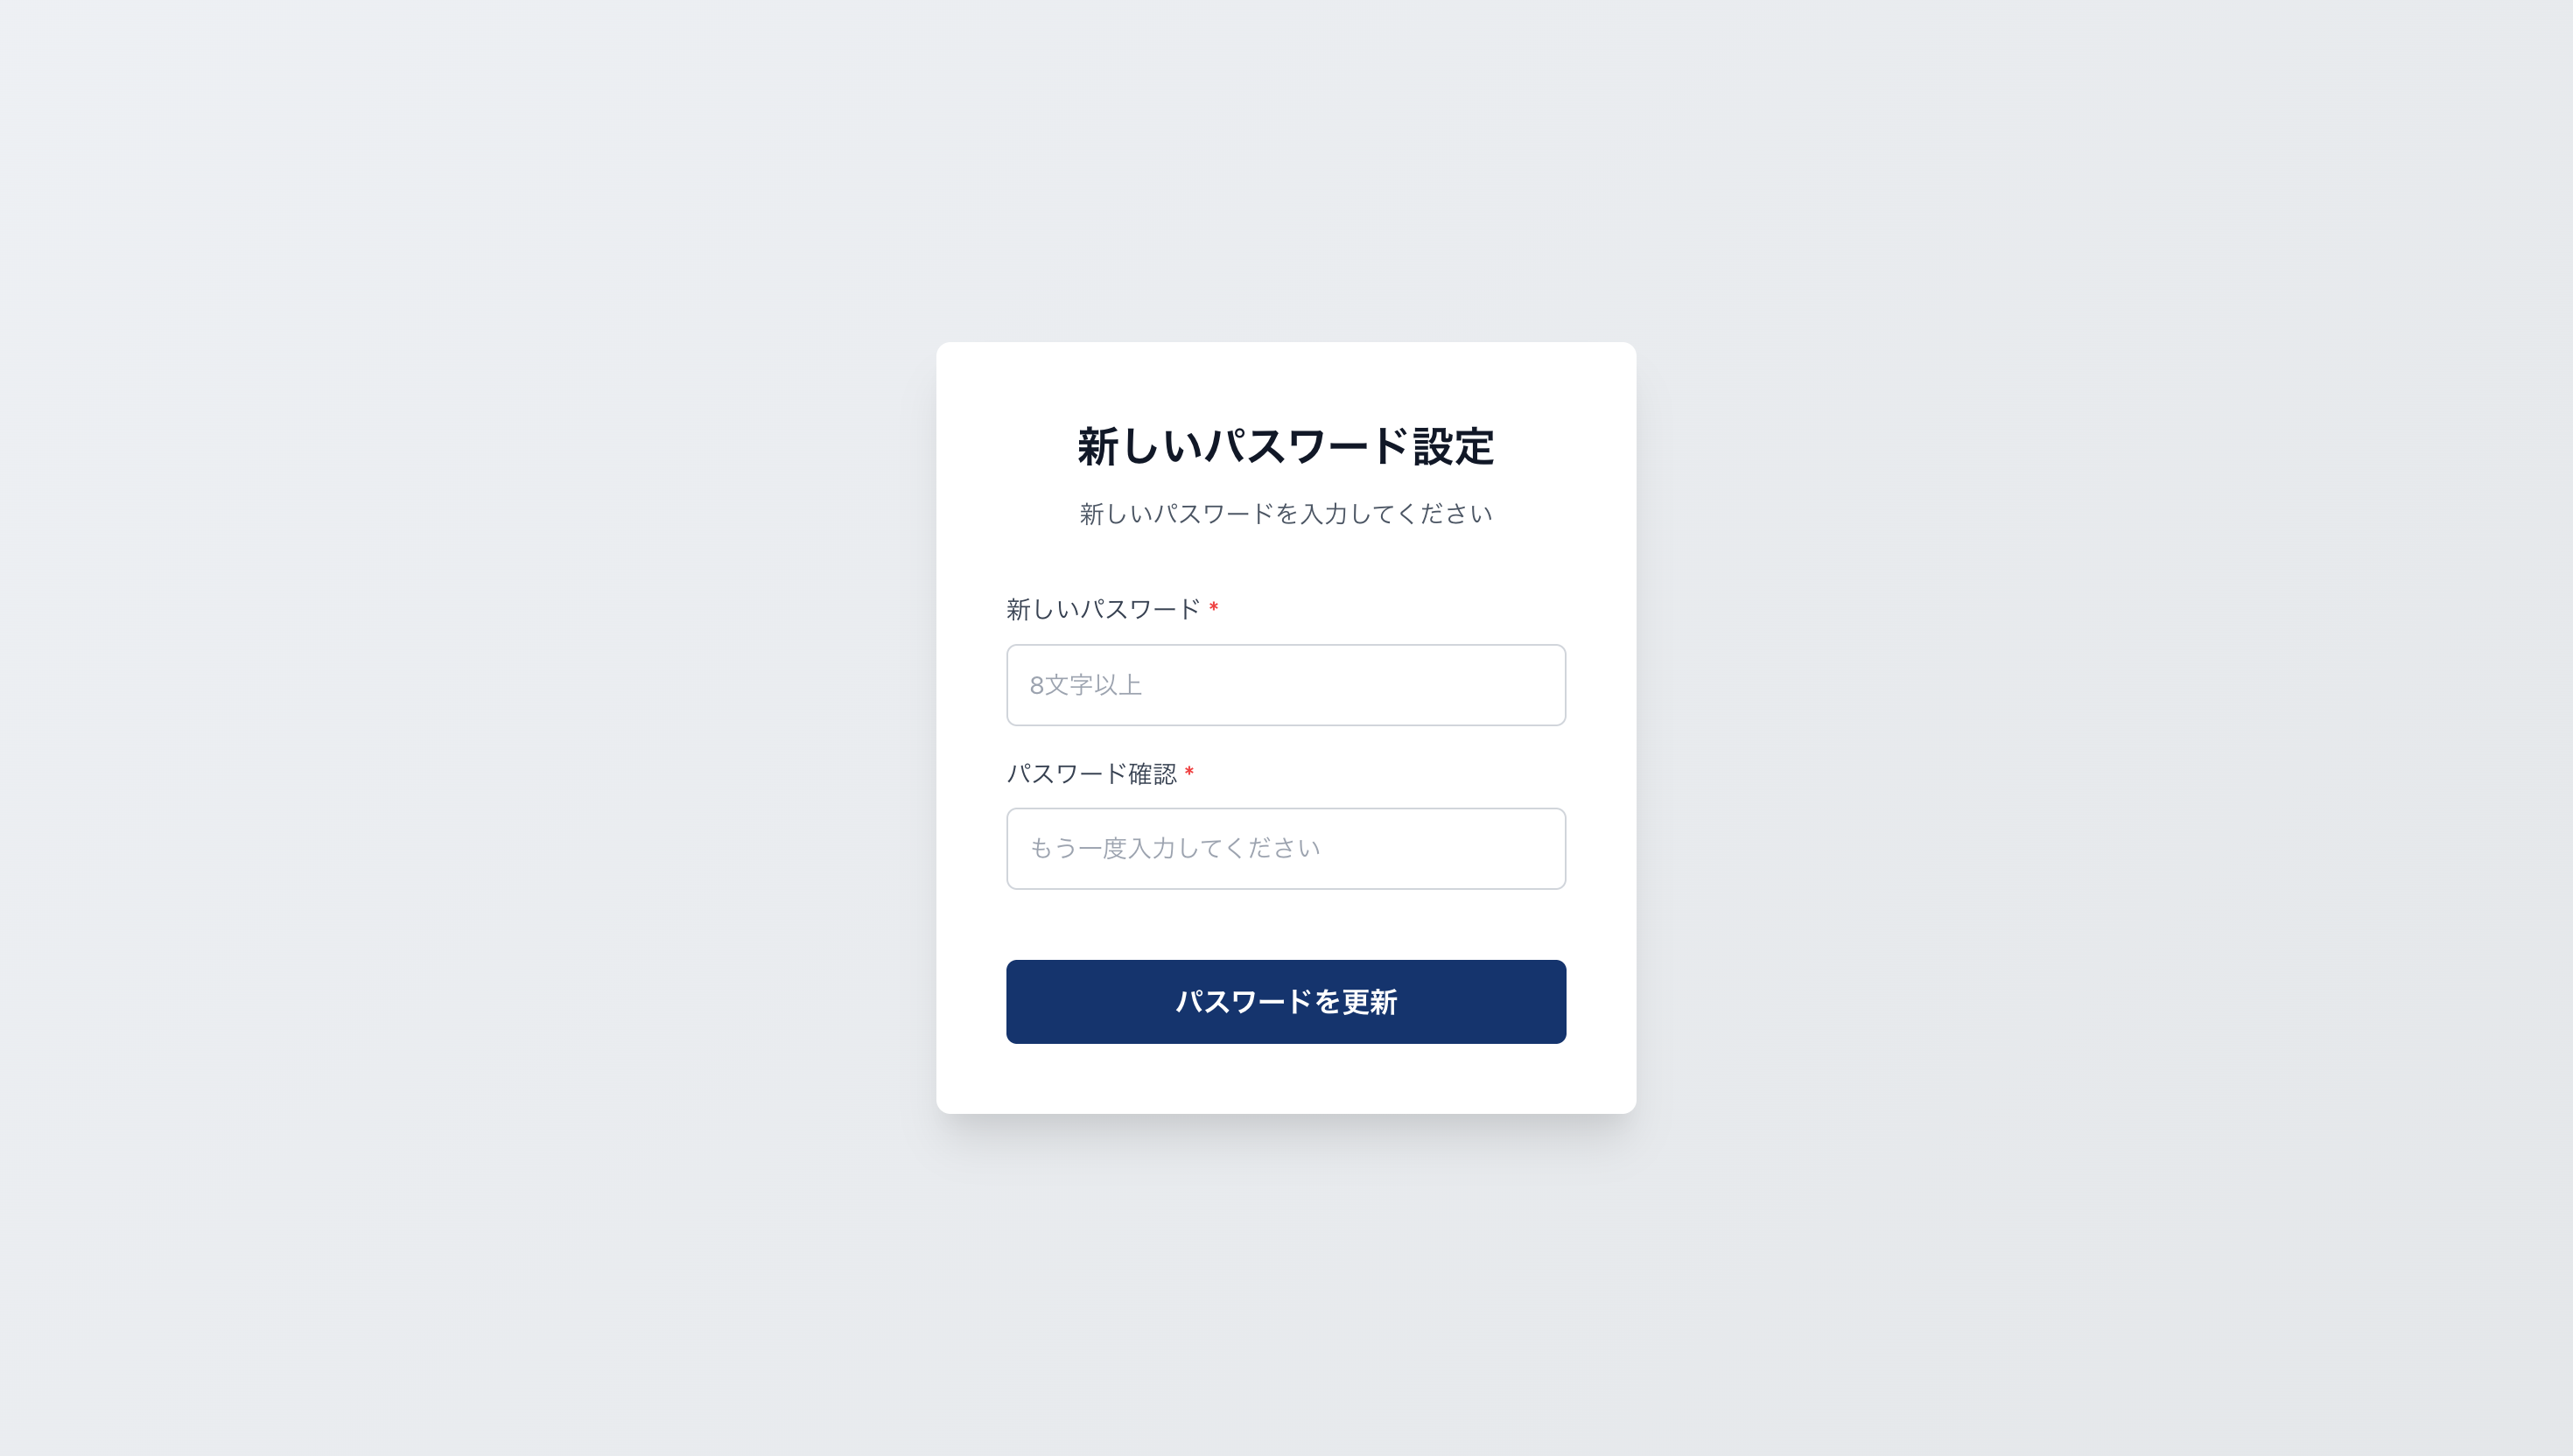 新しいパスワード設定
新しいパスワードを入力してください
新しいパスワード *
8文字以上
パスワード確認 *
もう一度入力してください
パスワードを更新